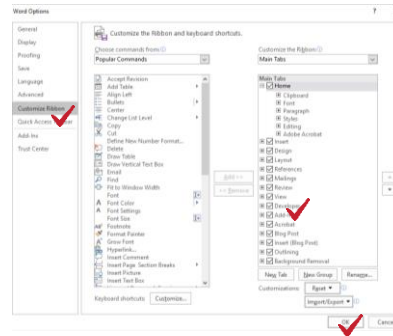 Word Options
?
General
Display
Proofing
Save
Language
Advanced
Customize Ribbon
Quick Access
Add-Ins
Trust Center
Customize the Ribbon and keyboard shortcuts.
Choose commands from:
Popular Commands
Accept Revision
Add Table
Align Left
Bullets
Center
Change List Level
Copy
Cut
Define New Number Format...
Delete
Draw Table
Draw Vertical Text Box
Email
Find
Fit to Window Width
Font
Font Color
Font Settings
Font Size
Footnote
Format Painter
Grow Font
Hyperlink...
Insert Comment
Insert Page  Section Breaks
Insert Picture
Insert Text Box
Keyboard shortcuts: Customize...
Add >>
<< Remove
Customize the Ribbon:
Main Tabs
Main Tabs
Home
Clipboard
Font
Paragraph
Styles
Editing
Adobe Acrobat
Insert
Design
Layout
References
Mailings
Review
View
Developer
Acrobat
Blog Post
Insert (Blog Post)
Outlining
Background Removal
New Tab New Group Rename...
Customizations: Reset
Import/Export
OK Cance